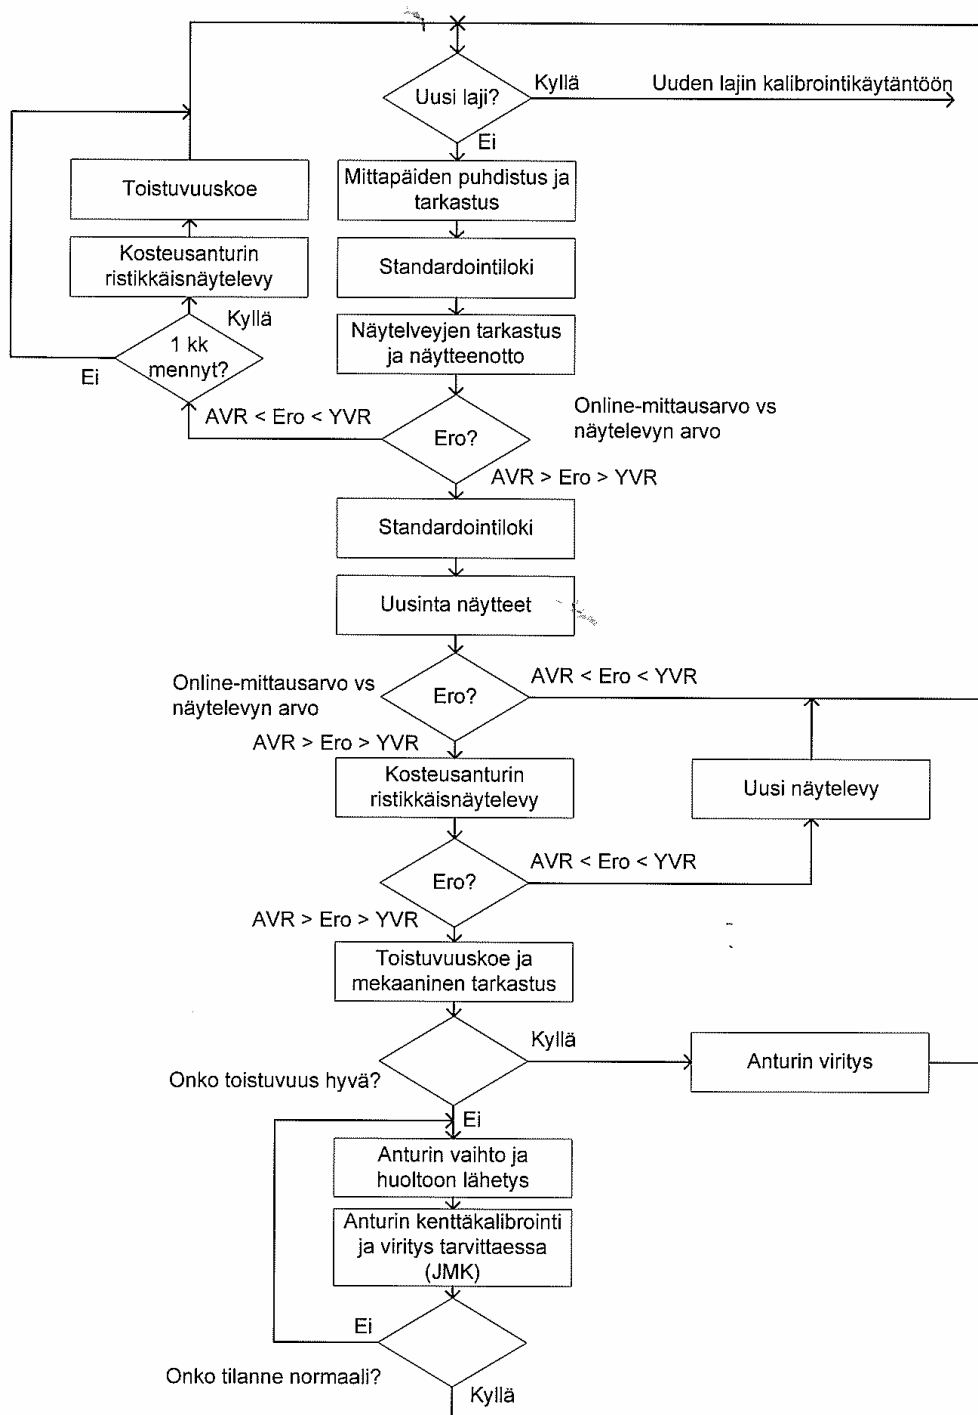 Uusi laji?
Kyllä
Uuden lajin kalibrointikäytäntöön
Ei
Mittapäiden puhdistus ja
tarkastus
Toistuvuuskoe
Standardointiloki
Kosteusanturin
ristikkäisnäytelevy
Kyllä
Näytelveyjen tarkastus
ja näytteenotto
1 kk
mennyt?
Ei
AVR < Ero < YVR
Ero?
Online-mittausarvo vs
näytelevyn arvo
AVR > Ero > YVR
Standardointiloki
Uusinta näytteet
Online-mittausarvo vs
näytelevyn arvo
Ero?
AVR < Ero < YVR
AVR > Ero > YVR
Kosteusanturin
ristikkäisnäytelevy
Uusi näytelevy
Ero?
AVR < Ero < YVR
AVR > Ero > YVR
Toistuvuuskoe ja
mekaaninen tarkastus
Kyllä
Anturin viritys
Onko toistuvuus hyvä?
Ei
Anturin vaihto ja
huoltoon lähetys
Anturin kenttäkalibrointi
ja viritys tarvittaessa
(JMK)
Ei
Onko tilanne normaali?
Kyllä